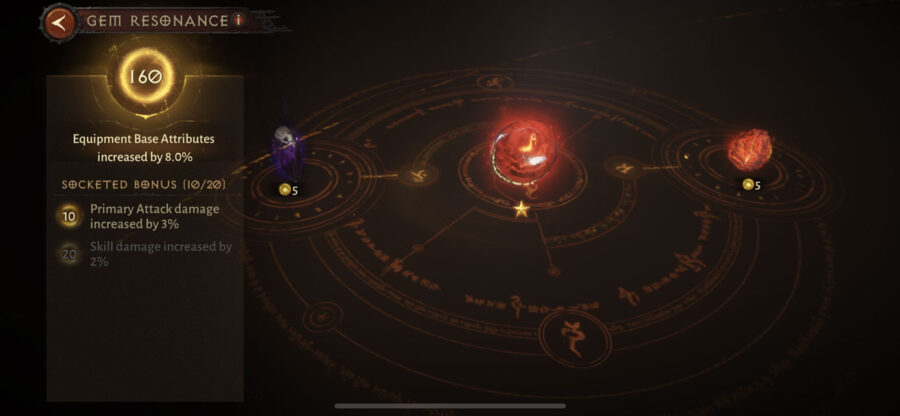 GEM RESONANCE i
160
Equipment Base Attributes
increased by 8.0%
SOCKETED BONUS (10/20)
10 Primary Attack damage
increased by 3%
20 Skill damage increased by
2%
5
5